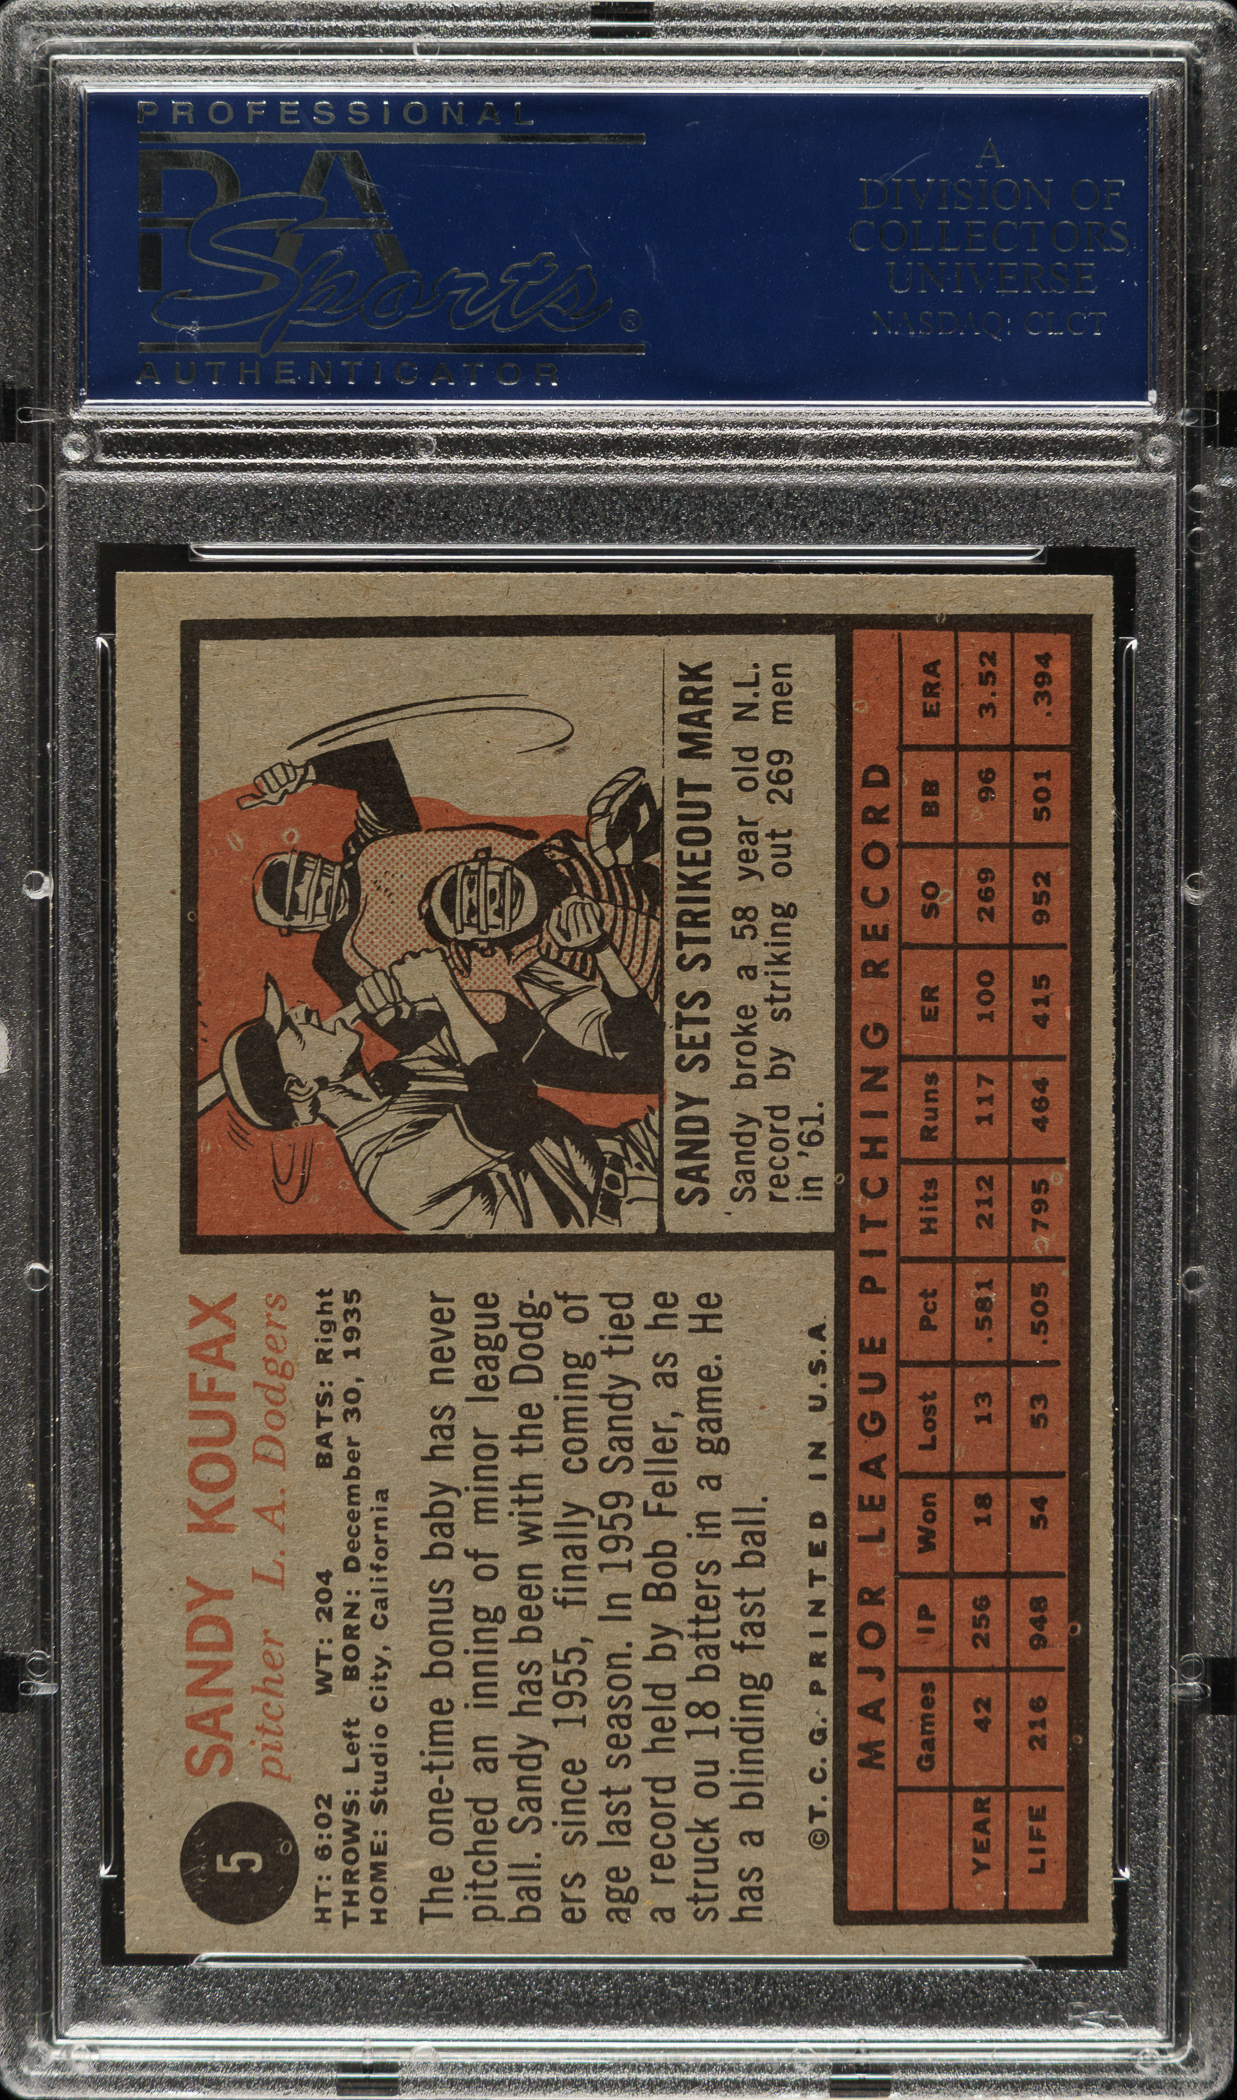 PROFESSIONAL
PSA
Sports®
AUTHENTICATOR
A
DIVISION OF
COLLECTORS
UNIVERSE
NASDAQ: CLCT
5
SANDY KOUFAX
pitcher L. A. Dodgers
HT: 6:02 WT: 204 BATS: Right
THROWS: Left BORN: December 30, 1935
HOME: Studio City, California
The one-time bonus baby has never
pitched an inning of minor league
ball. Sandy has been with the Dodg-
ers since 1955, finally coming of
age last season. In 1959 Sandy tied
a record held by Bob Feller, as he
struck ou 18 batters in a game. He
has a blinding fast ball.
©T. C. G. PRINTED IN U.S.A.
SANDY SETS STRIKEOUT MARK
Sandy broke a 58 year old N.L.
record by striking out 269 men
in '61.
MAJOR LEAGUE PITCHING RECORD
Games IP Won Lost Pct Hits Runs ER SO BB ERA
YEAR 42 256 18 13 .581 212 117 100 269 96 3.52
LIFE 216 948 54 53 .505 795 464 415 952 501 .394